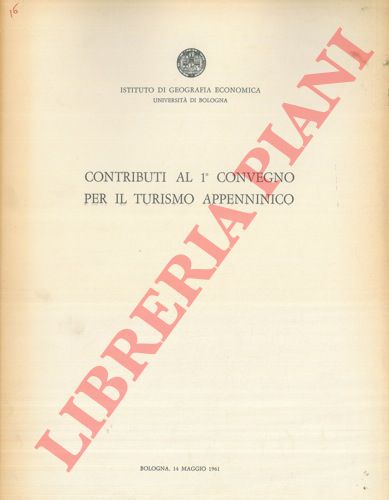 16
ISTITUTO DI GEOGRAFIA ECONOMICA
UNIVERSITÀ DI BOLOGNA
CONTRIBUTI AL 1° CONVEGNO
PER IL TURISMO APPENNINICO
LIBRERIA PIANI
BOLOGNA, 14 MAGGIO 1961